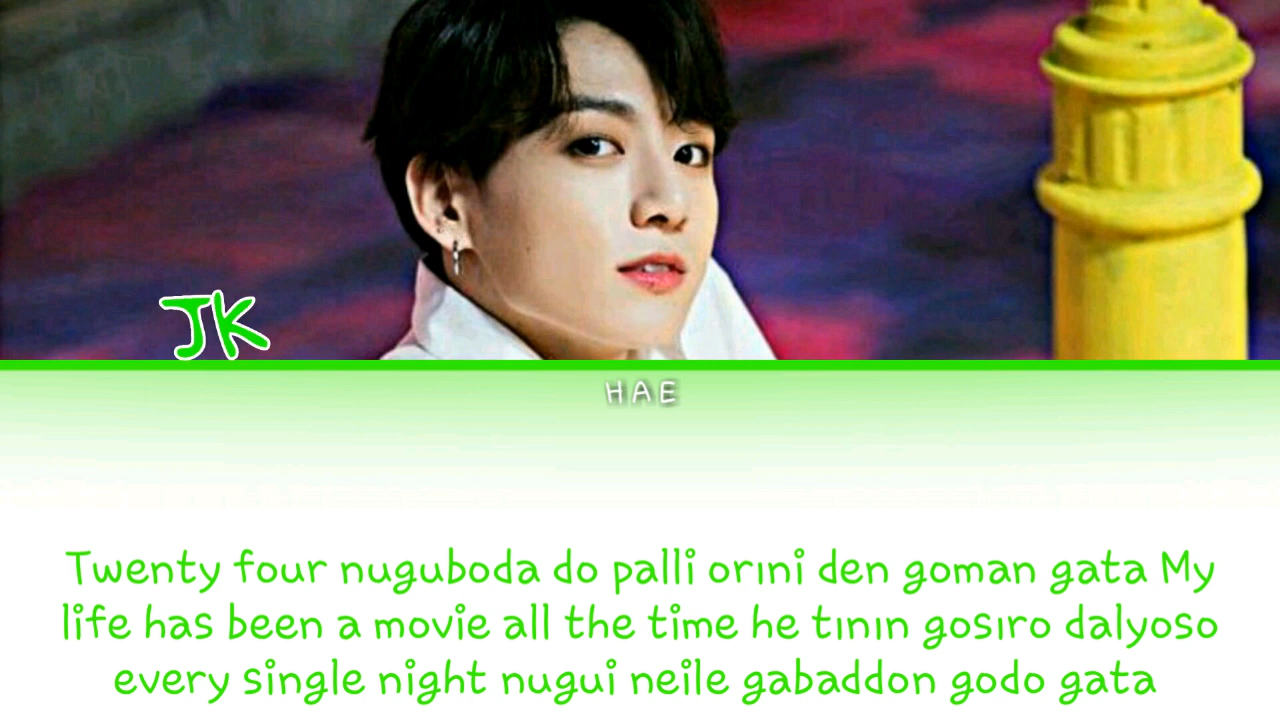 JK
HAE
Twenty four nuguboda do palli orıni den goman gata My
life has been a movie all the time he tının gosıro dalyoso
every single night nugui neile gabaddon godo gata